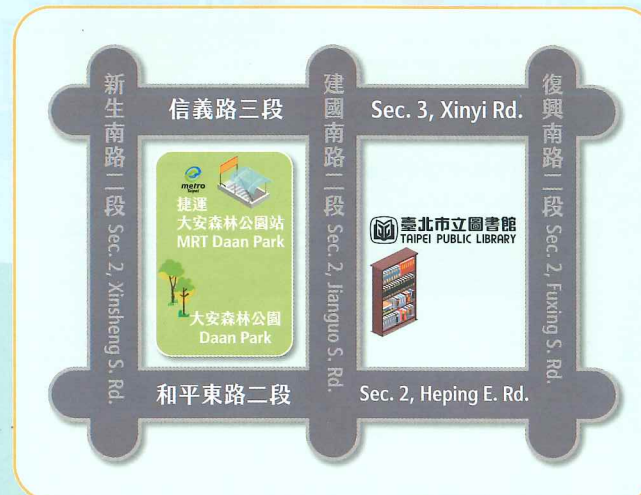 新生南路二段 Sec. 2, Xinsheng S. Rd.
建國南路二段 Sec. 2, Jianguo S. Rd.
復興南路二段 Sec. 2, Fuxing S. Rd.
信義路三段 Sec. 3, Xinyi Rd.
metro
Taipei
捷運
大安森林公園站
MRT Daan Park
大安森林公園
Daan Park
臺北市立圖書館
TAIPEI PUBLIC LIBRARY
和平東路二段 Sec. 2, Heping E. Rd.